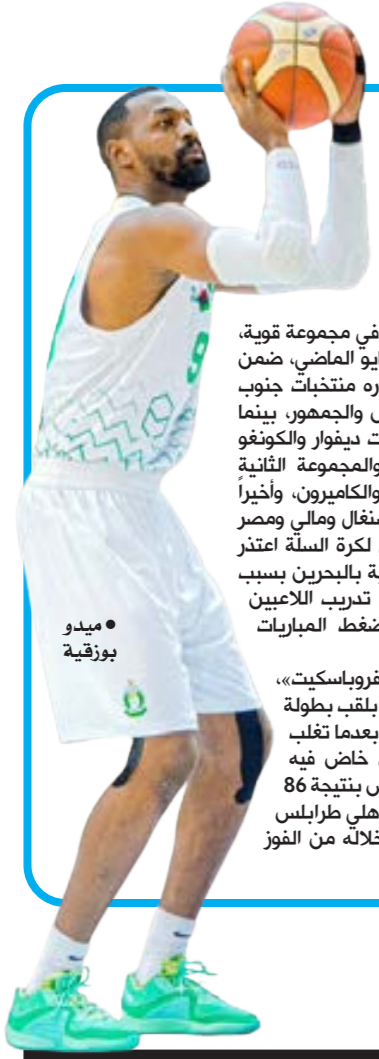 في مجموعة قوية،
ايو الماضي، ضمن
ره منتخبات جنوب
والجمهور، بينما
ت ديفوار والكونغو
والمجموعة الثانية
والكاميرون، وأخيراً
سنغال ومالي ومصر
لكرة السلة اعتذر
ة بالبحرين بسبب
تدريب اللاعبين
ضغط المباريات
فروباسكيت»،
بلقب بطولة
بعدما تغلب
خاض فيه
س بنتيجة 86
هلي طرابلس
خلاله من الفوز
● ميدو
بوزقية
9